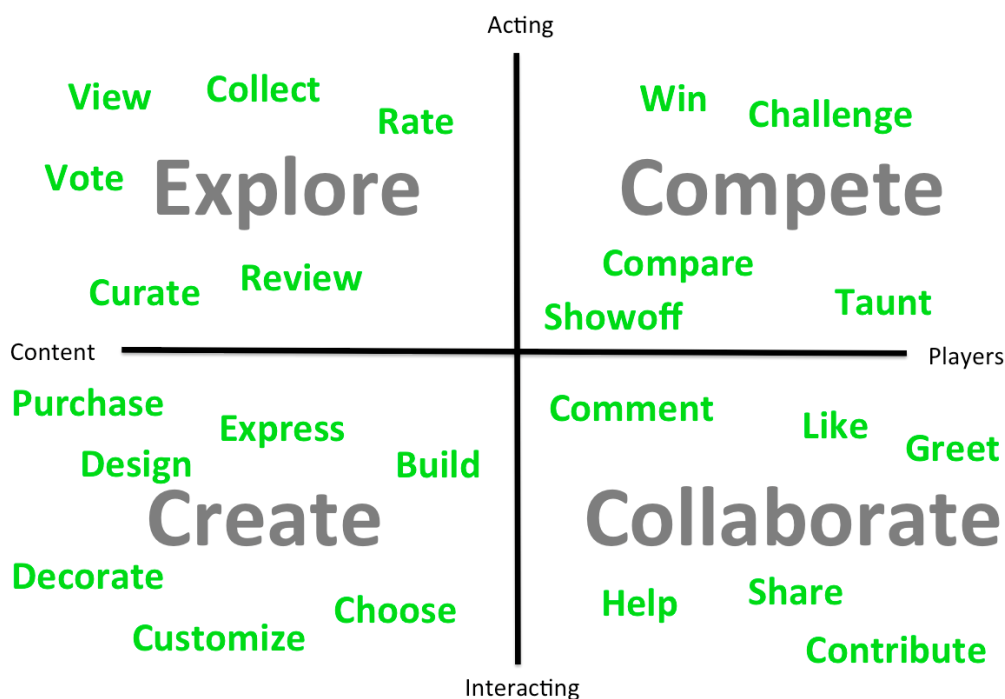 Acting
View
Collect
Rate
Vote
Explore
Curate
Review
Win
Challenge
Compete
Compare
Showoff
Taunt
Content
Players
Purchase
Express
Design
Build
Create
Decorate
Choose
Customize
Comment
Like
Greet
Collaborate
Help
Share
Contribute
Interacting